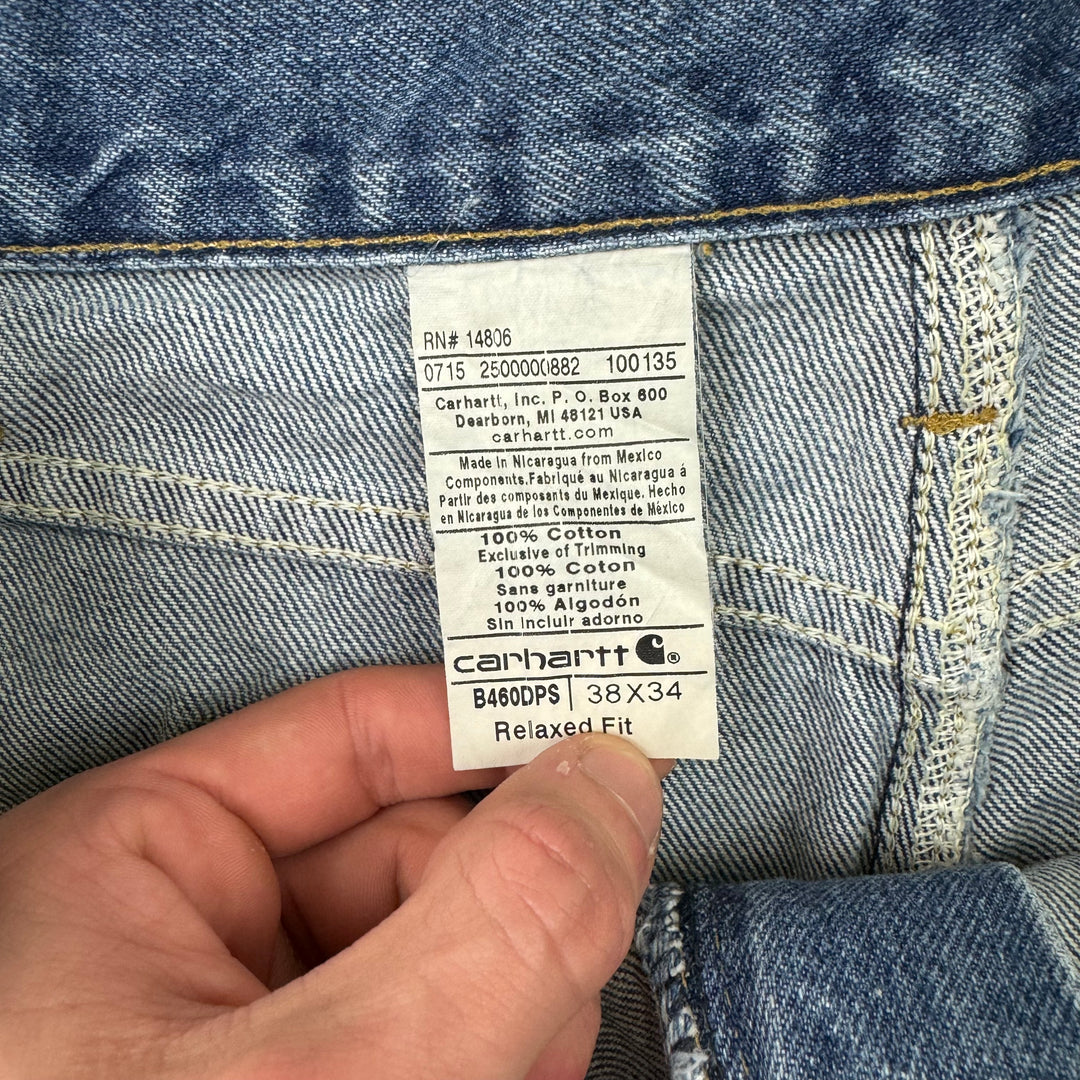 RN# 14806
0715 2500000882 100135
Carhartt, Inc. P. O. Box 600
Dearborn, MI 48121 USA
carhartt.com
Made in Nicaragua from Mexico
Components.Fabriqué au Nicaragua á
Partir des composants du Mexique. Hecho
en Nicaragua de los Componentes de México
100% Cotton
Exclusive of Trimming
100% Coton
Sans garniture
100% Algodón
Sin Incluir adorno
carhartt ®
B460DPS | 38X34
Relaxed Fit